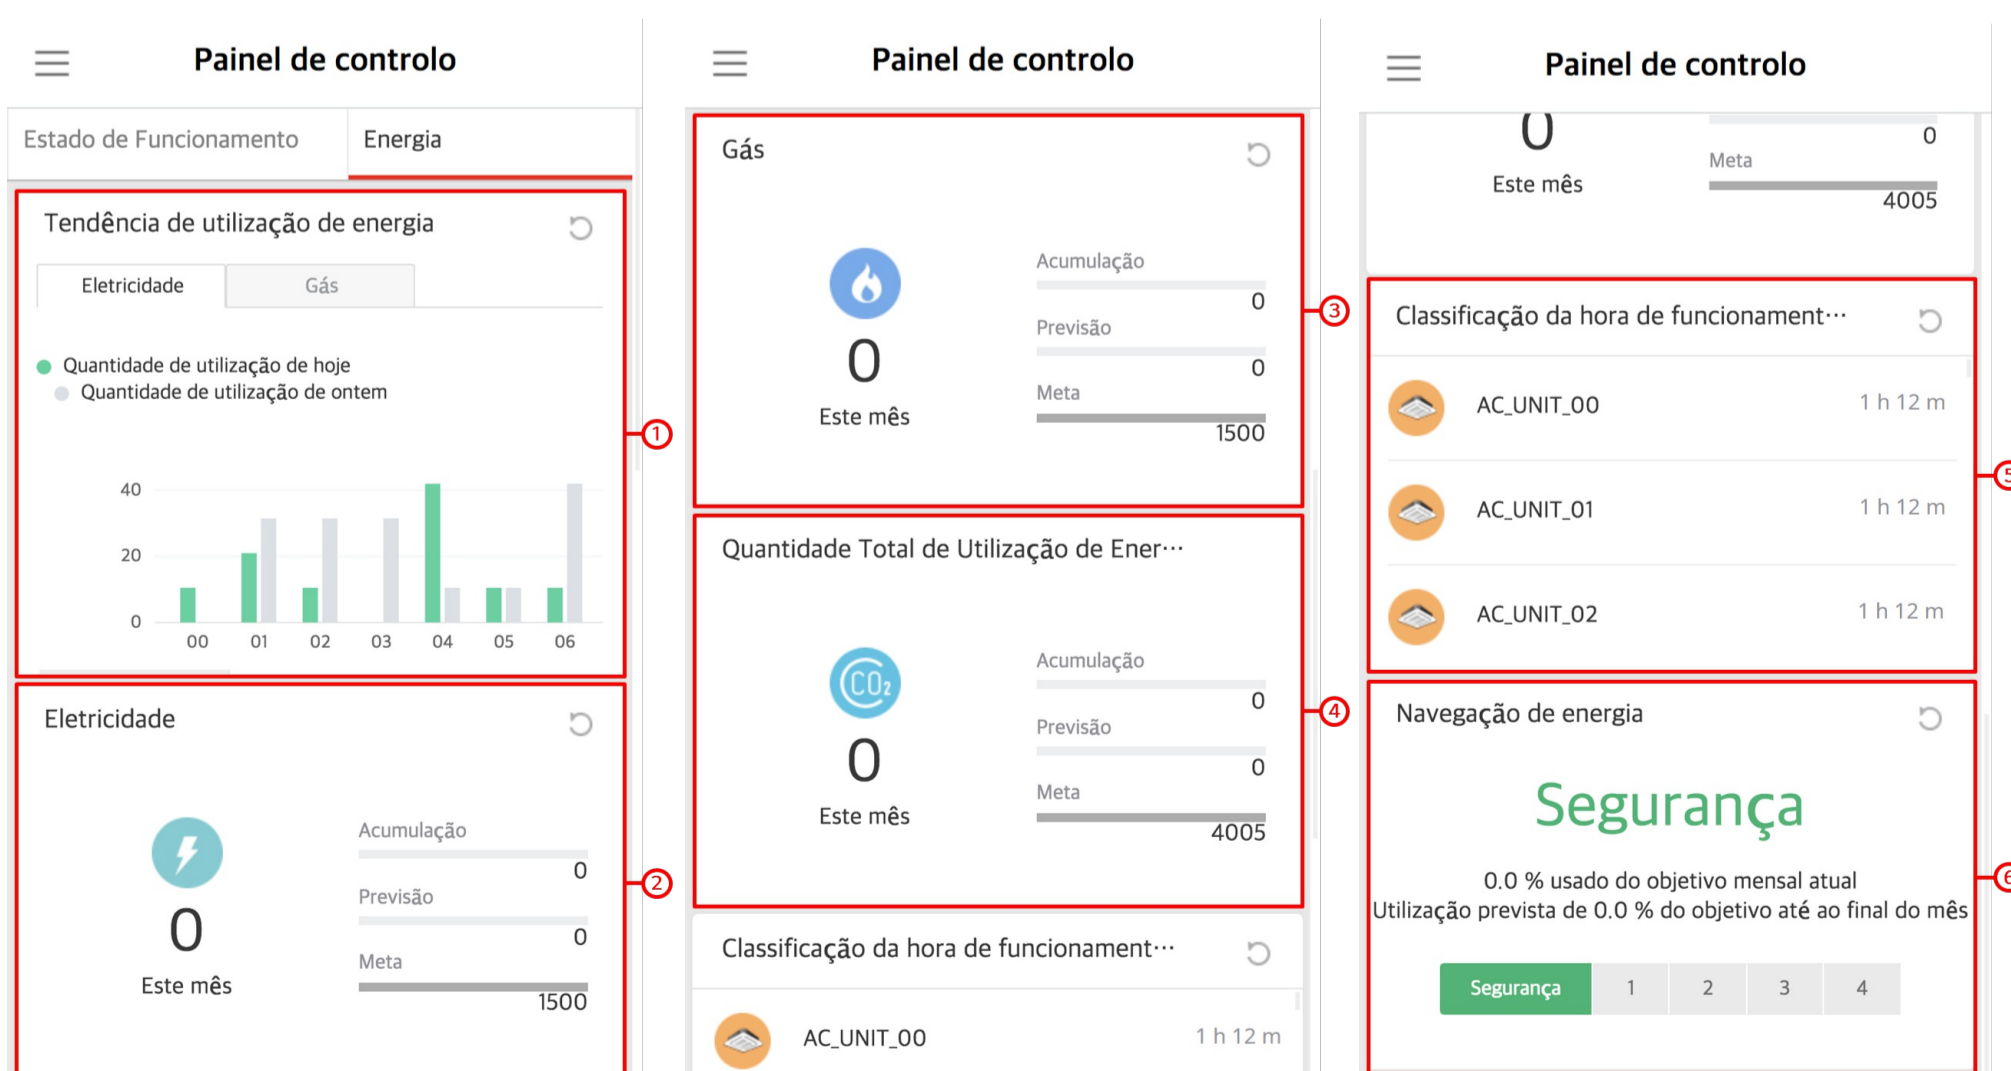 Painel de controlo
Estado de Funcionamento
Energia
Tendência de utilização de energia
Eletricidade
Gás
Quantidade de utilização de hoje
Quantidade de utilização de ontem
40
20
0
00 01 02 03 04 05 06
1
Eletricidade
0
Este mês
Acumulação
0
Previsão
0
Meta
1500
2
Painel de controlo
Gás
0
Este mês
Acumulação
0
Previsão
0
Meta
1500
3
Quantidade Total de Utilização de Ener···
CO₂
0
Este mês
Acumulação
0
Previsão
0
Meta
4005
4
Classificação da hora de funcionament···
AC_UNIT_00
1 h 12 m
Painel de controlo
0
Este mês
0
Meta
4005
Classificação da hora de funcionament···
AC_UNIT_00
1 h 12 m
AC_UNIT_01
1 h 12 m
AC_UNIT_02
1 h 12 m
5
Navegação de energia
Segurança
0.0 % usado do objetivo mensal atual
Utilização prevista de 0.0 % do objetivo até ao final do mês
Segurança 1 2 3 4
6